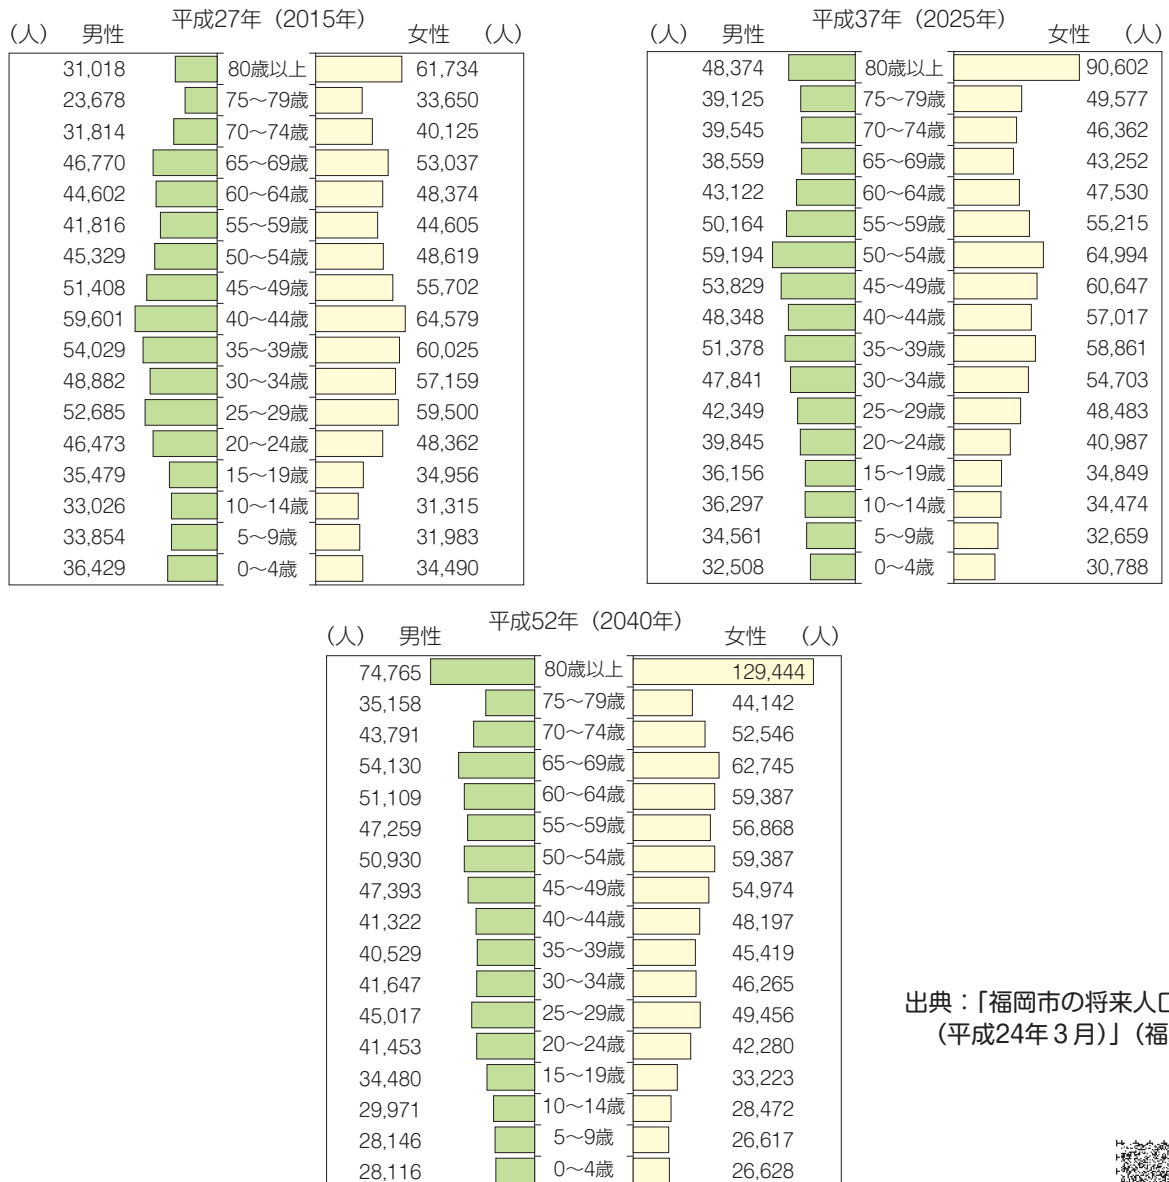 平成27年（2015年）
（人） 男性 女性 （人）
31,018 80歳以上 61,734
23,678 75～79歳 33,650
31,814 70～74歳 40,125
46,770 65～69歳 53,037
44,602 60～64歳 48,374
41,816 55～59歳 44,605
45,329 50～54歳 48,619
51,408 45～49歳 55,702
59,601 40～44歳 64,579
54,029 35～39歳 60,025
48,882 30～34歳 57,159
52,685 25～29歳 59,500
46,473 20～24歳 48,362
35,479 15～19歳 34,956
33,026 10～14歳 31,315
33,854 5～9歳 31,983
36,429 0～4歳 34,490
平成37年（2025年）
（人） 男性 女性 （人）
48,374 80歳以上 90,602
39,125 75～79歳 49,577
39,545 70～74歳 46,362
38,559 65～69歳 43,252
43,122 60～64歳 47,530
50,164 55～59歳 55,215
59,194 50～54歳 64,994
53,829 45～49歳 60,647
48,348 40～44歳 57,017
51,378 35～39歳 58,861
47,841 30～34歳 54,703
42,349 25～29歳 48,483
39,845 20～24歳 40,987
36,156 15～19歳 34,849
36,297 10～14歳 34,474
34,561 5～9歳 32,659
32,508 0～4歳 30,788
平成52年（2040年）
（人） 男性 女性 （人）
74,765 80歳以上 129,444
35,158 75～79歳 44,142
43,791 70～74歳 52,546
54,130 65～69歳 62,745
51,109 60～64歳 59,387
47,259 55～59歳 56,868
50,930 50～54歳 59,387
47,393 45～49歳 54,974
41,322 40～44歳 48,197
40,529 35～39歳 45,419
41,647 30～34歳 46,265
45,017 25～29歳 49,456
41,453 20～24歳 42,280
34,480 15～19歳 33,223
29,971 10～14歳 28,472
28,146 5～9歳 26,617
28,116 0～4歳 26,628
出典：「福岡市の将来人口
（平成24年３月）」（福